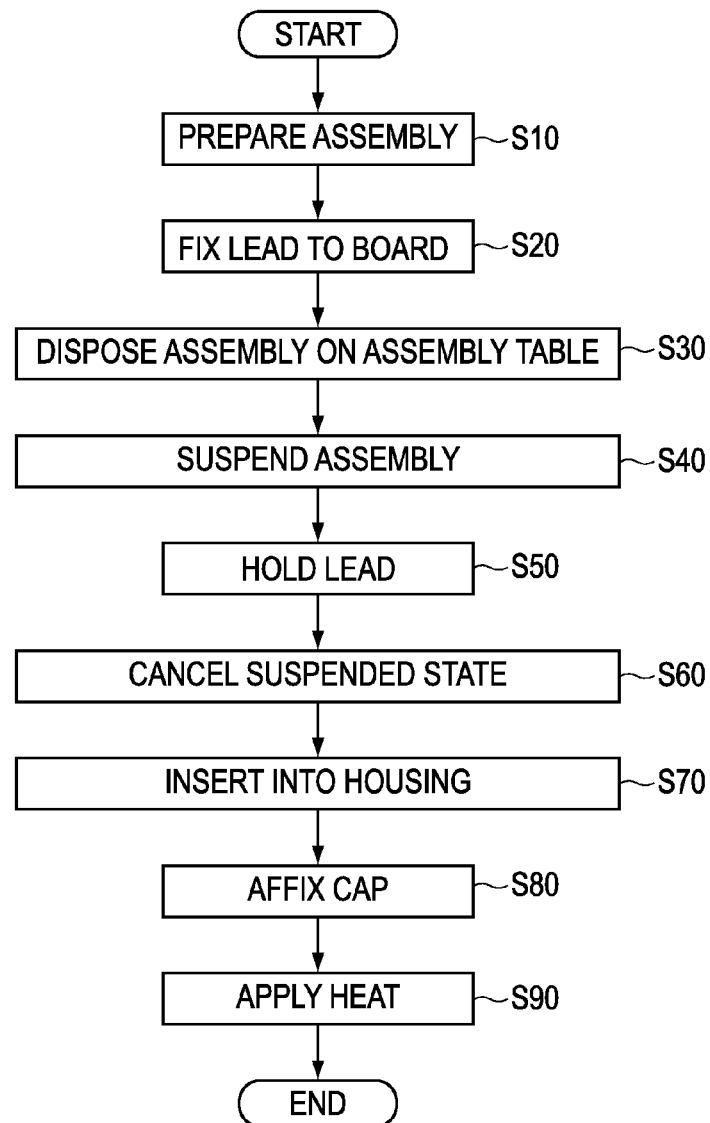 START
PREPARE ASSEMBLY S10
FIX LEAD TO BOARD S20
DISPOSE ASSEMBLY ON ASSEMBLY TABLE S30
SUSPEND ASSEMBLY S40
HOLD LEAD S50
CANCEL SUSPENDED STATE S60
INSERT INTO HOUSING S70
AFFIX CAP S80
APPLY HEAT S90
END